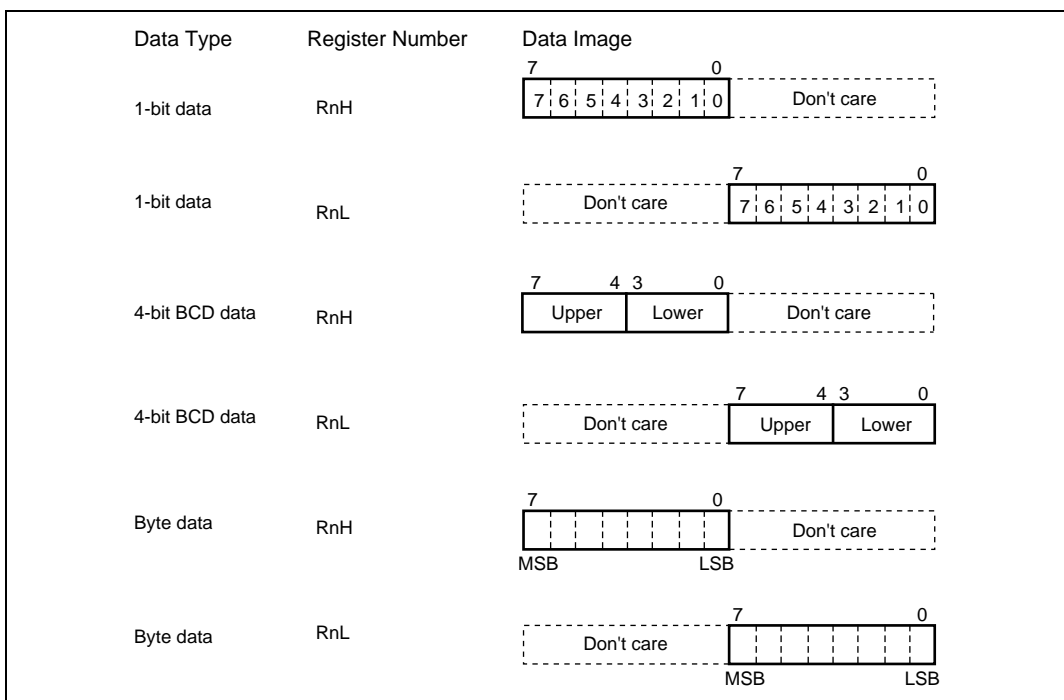 Data Type Register Number Data Image
7 0
1-bit data RnH 7 6 5 4 3 2 1 0 Don't care
7 0
1-bit data RnL Don't care 7 6 5 4 3 2 1 0
7 4 3 0
4-bit BCD data RnH Upper Lower Don't care
7 4 3 0
4-bit BCD data RnL Don't care Upper Lower
7 0
Byte data RnH Don't care
MSB LSB
7 0
Byte data RnL Don't care
MSB LSB